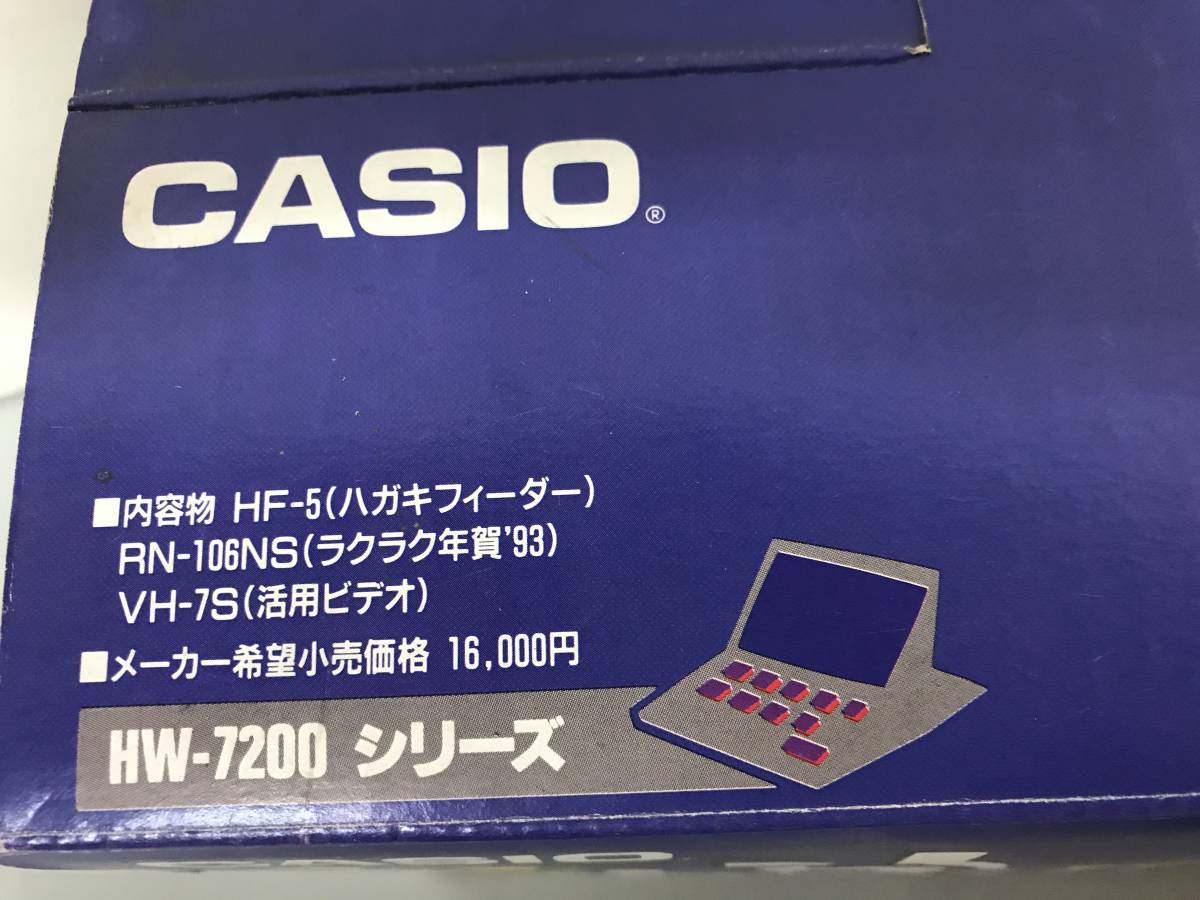 CASIO®
■内容物 HF-5(ハガキフィーダー)
RN-106NS(ラクラク年賀'93)
VH-7S(活用ビデオ)
■メーカー希望小売価格 16,000円
HW-7200 シリーズ
CASIO